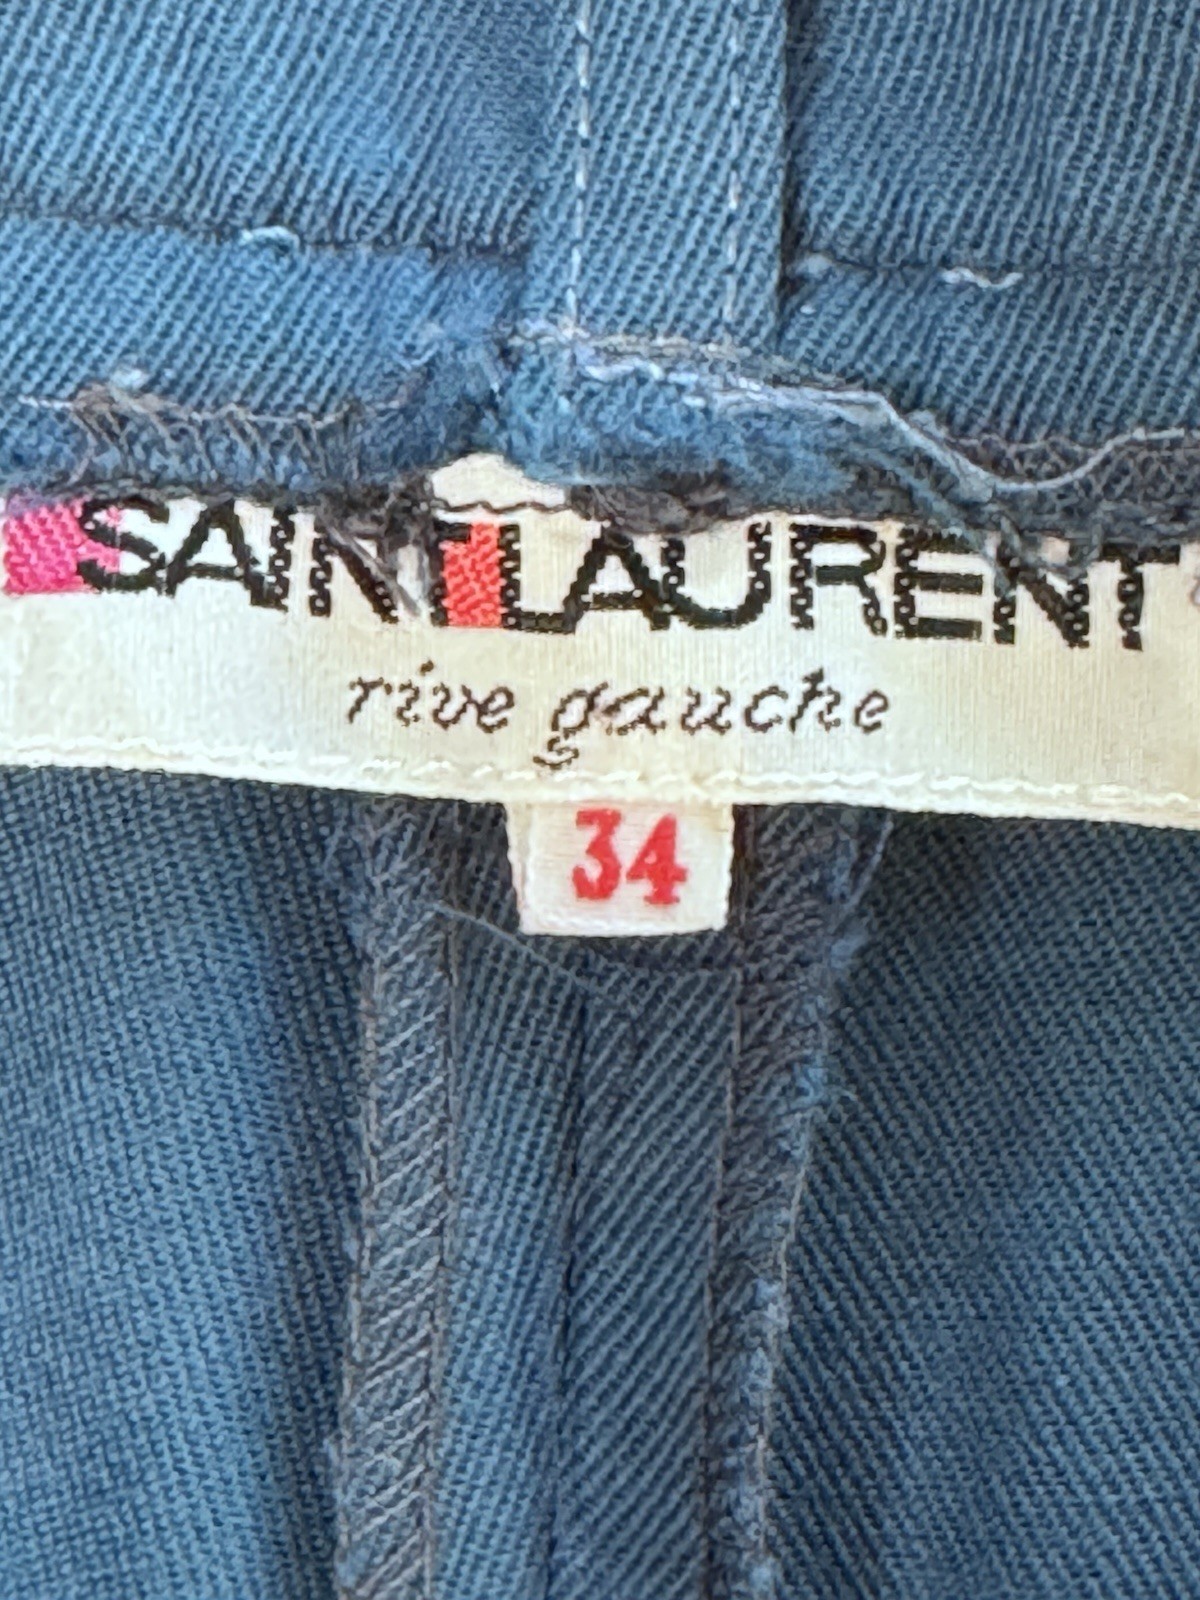 SAINT LAURENT
rive gauche
34